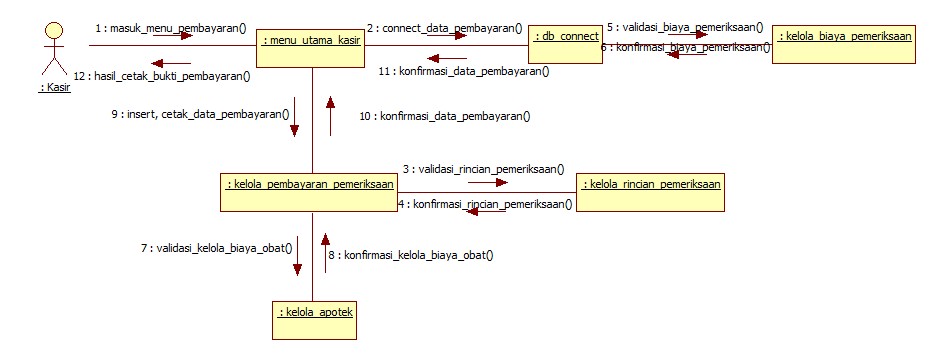 1 : masuk_menu_pembayaran()
: menu_utama_kasir
2 : connect_data_pembayaran()
: db_connect
5 : validasi_biaya_pemeriksaan()
6 : konfirmasi_biaya_pemeriksaan()
: kelola_biaya_pemeriksaan
12 : hasil_cetak_bukti_pembayaran()
11 : konfirmasi_data_pembayaran()
: Kasir
9 : insert, cetak_data_pembayaran()
10 : konfirmasi_data_pembayaran()
3 : validasi_rincian_pemeriksaan()
: kelola_pembayaran_pemeriksaan
: kelola_rincian_pemeriksaan
4 : konfirmasi_rincian_pemeriksaan()
7 : validasi_kelola_biaya_obat()
8 : konfirmasi_kelola_biaya_obat()
: kelola_apotek